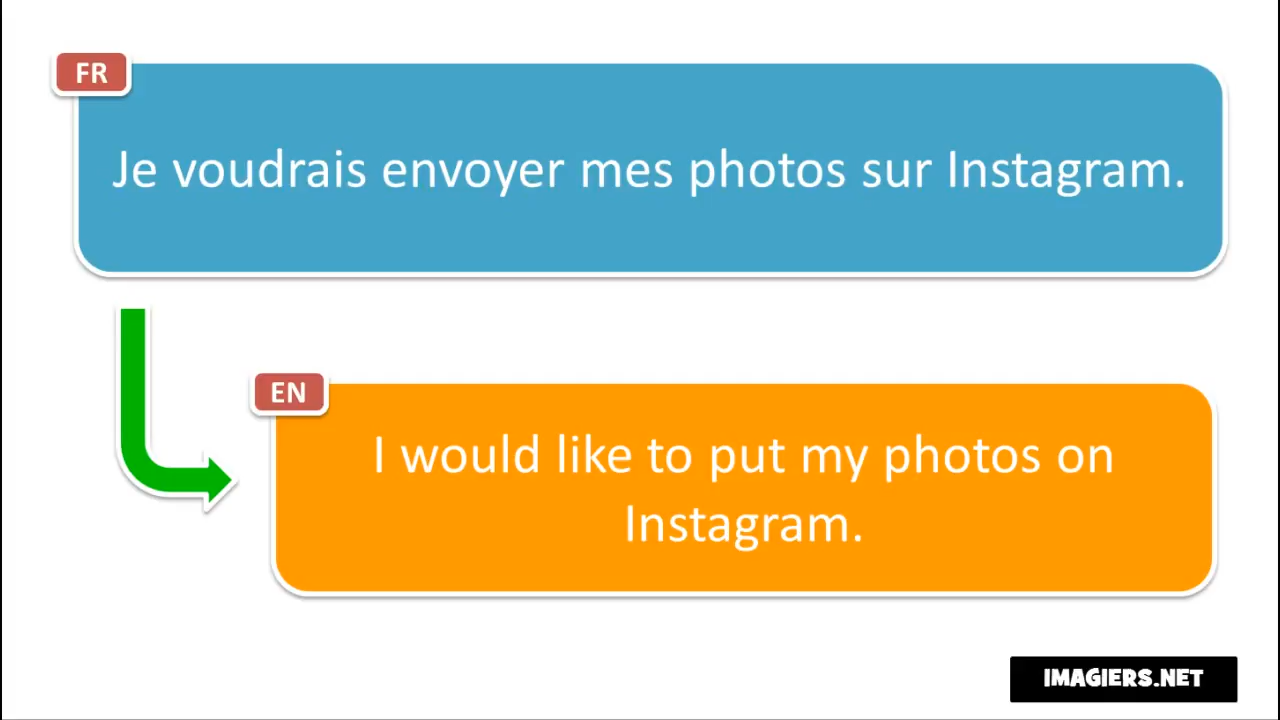 FR
Je voudrais envoyer mes photos sur Instagram.
EN
I would like to put my photos on
Instagram.
IMAGIERS.NET